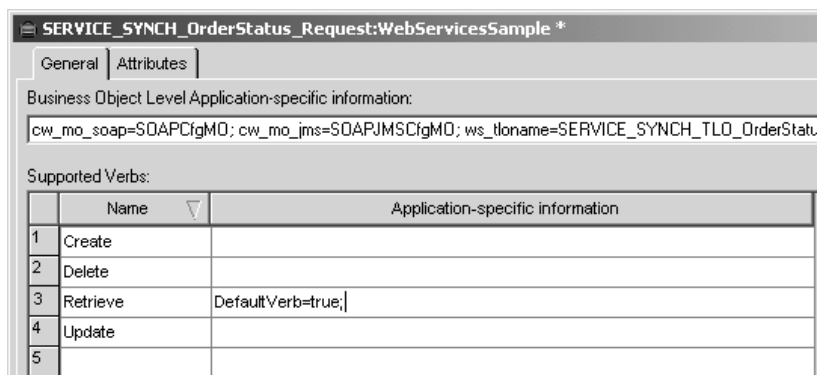 SERVICE_SYNCH_OrderStatus_Request:WebServicesSample *
General Attributes
Business Object Level Application-specific information:
cw_mo_soap=SOAPCfgMO; cw_mo_jms=SOAPJMSCfgMO; ws_tloname=SERVICE_SYNCH_TLO_OrderStatu
Supported Verbs:
Name Application-specific information
1 Create
2 Delete
3 Retrieve DefaultVerb=true;
4 Update
5